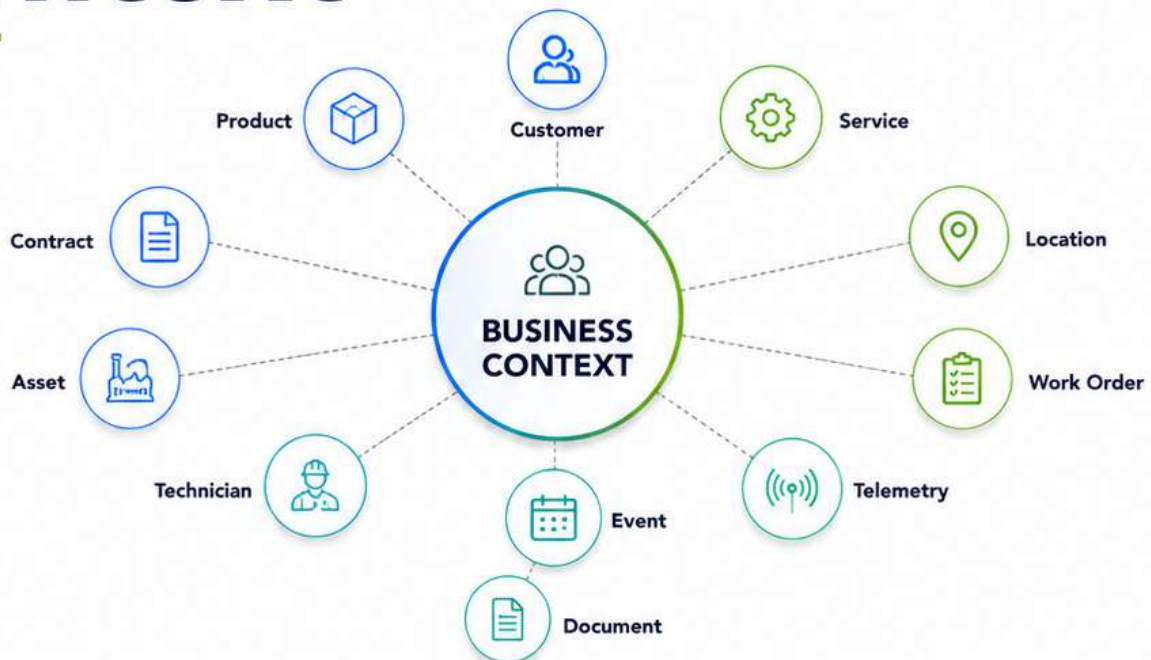 Customer
Product
Service
Contract
Location
BUSINESS
CONTEXT
Asset
Work Order
Technician
Telemetry
Event
Document